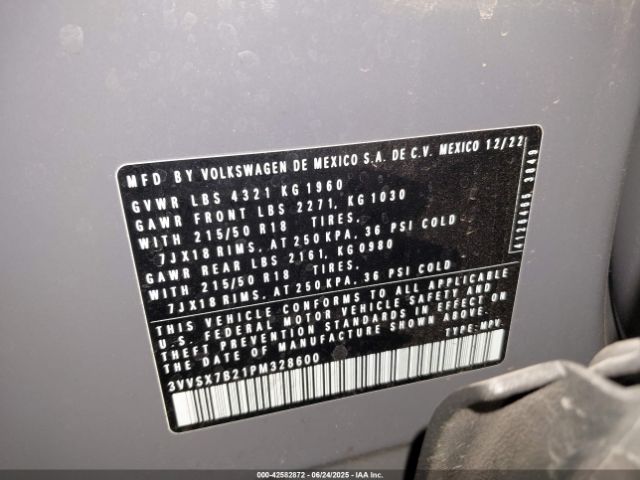 MFD BY VOLKSWAGEN DE MEXICO S.A. DE C.V. MEXICO 12/22
GVWR LBS 4321 KG 1960
GAWR FRONT LBS 2271, KG 1030
WITH 215/50 R18 TIRES,
7JX18 RIMS, AT 250 KPA, 36 PSI COLD
GAWR REAR LBS 2161, KG 0980
WITH 215/50 R18 TIRES,
7JX18 RIMS, AT 250 KPA, 36 PSI COLD
THIS VEHICLE CONFORMS TO ALL APPLICABLE
U.S. FEDERAL MOTOR VEHICLE SAFETY AND
THEFT PREVENTION STANDARDS IN EFFECT ON
THE DATE OF MANUFACTURE SHOWN ABOVE.
TYPE: MPV
3VVSX7B21PM328600
000-42582872 - 06/24/2025 - IAA Inc.